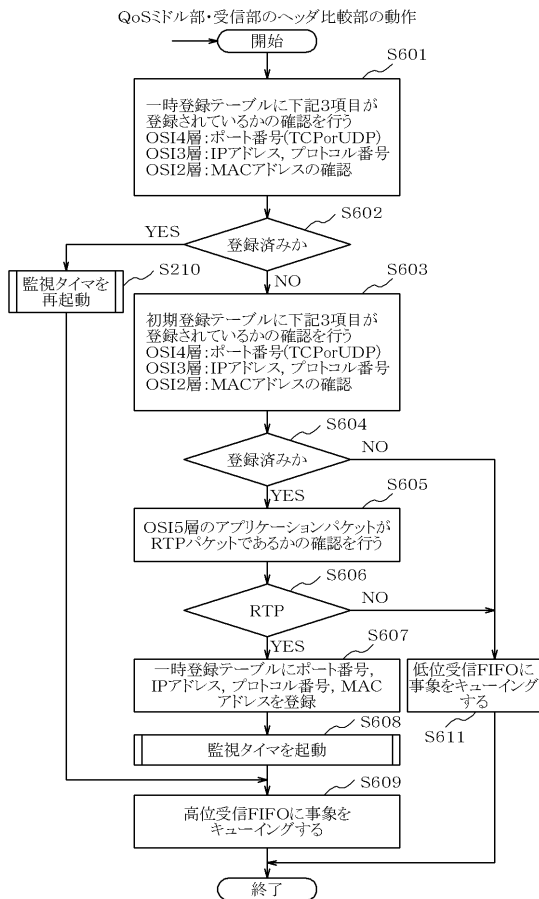 QoSミドル部・受信部のヘッダ比較部の動作
開始
S601
一時登録テーブルに下記3項目が
登録されているかの確認を行う
OSI4層:ポート番号(TCPorUDP)
OSI3層:IPアドレス, プロトコル番号
OSI2層:MACアドレスの確認
S602
YES
登録済みか
S210
NO
S603
監視タイマを
再起動
初期登録テーブルに下記3項目が
登録されているかの確認を行う
OSI4層:ポート番号(TCPorUDP)
OSI3層:IPアドレス, プロトコル番号
OSI2層:MACアドレスの確認
S604
登録済みか
NO
YES
S605
OSI5層のアプリケーションパケットが
RTPパケットであるかの確認を行う
S606
RTP
NO
YES
S607
一時登録テーブルにポート番号,
IPアドレス, プロトコル番号, MAC
アドレスを登録
低位受信FIFOに
事象をキューイング
する
S608
S611
監視タイマを起動
S609
高位受信FIFOに事象を
キューイングする
終了